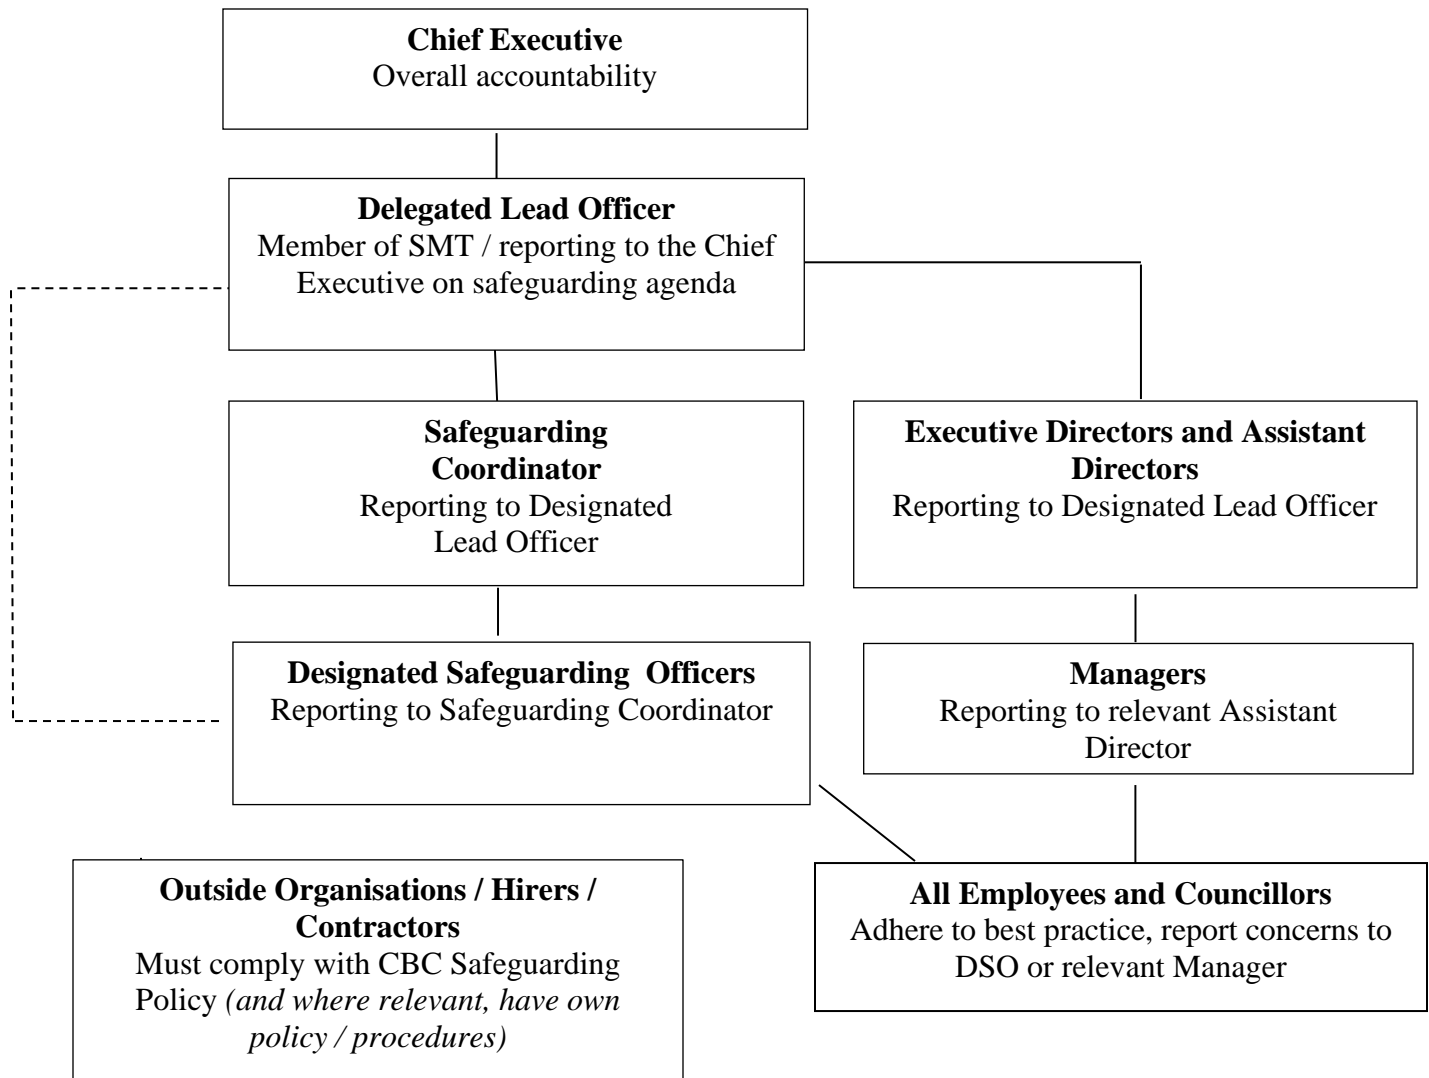 Chief Executive
Overall accountability
Delegated Lead Officer
Member of SMT / reporting to the Chief
Executive on safeguarding agenda
Safeguarding
Coordinator
Reporting to Designated
Lead Officer
Executive Directors and Assistant
Directors
Reporting to Designated Lead Officer
Designated Safeguarding  Officers
Reporting to Safeguarding Coordinator
Managers
Reporting to relevant Assistant
Director
Outside Organisations / Hirers /
Contractors
Must comply with CBC Safeguarding
Policy (and where relevant, have own
policy / procedures)
All Employees and Councillors
Adhere to best practice, report concerns to
DSO or relevant Manager